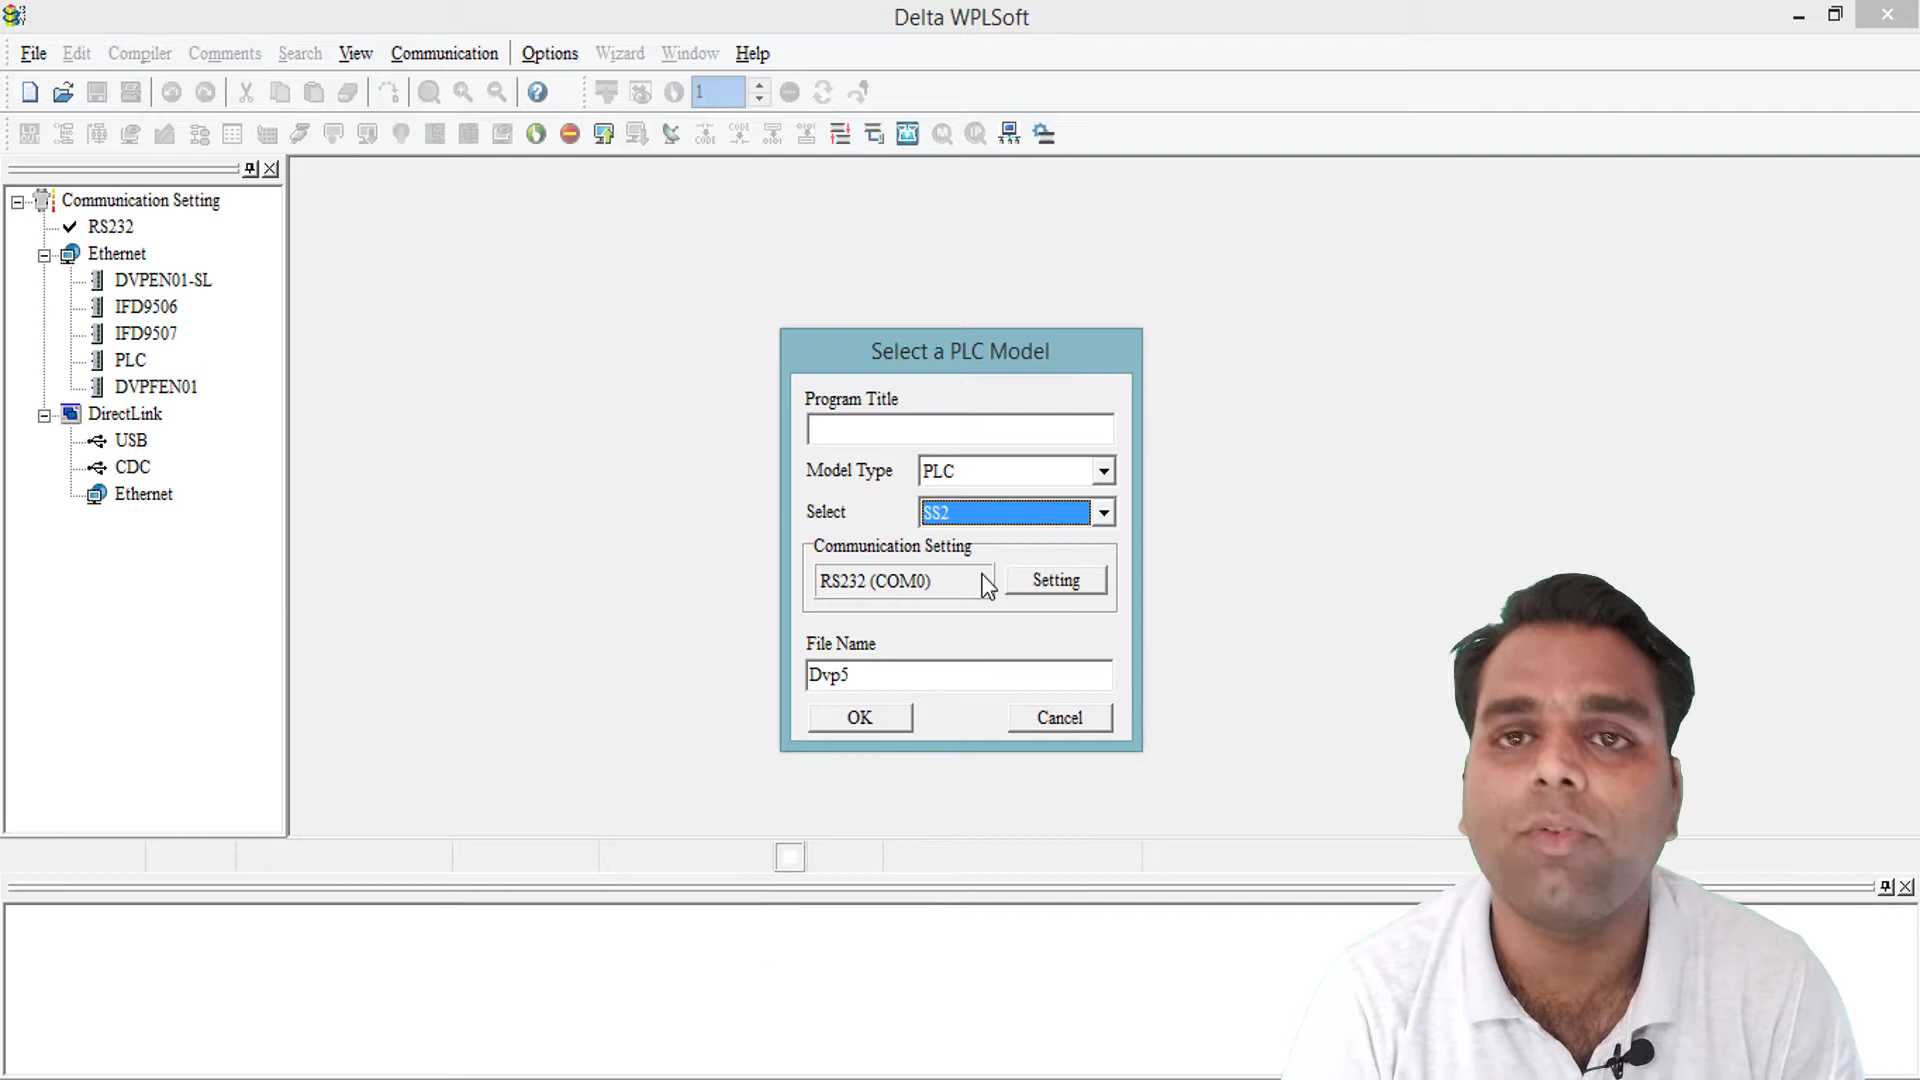 Delta WPLSoft
File Edit Compiler Comments Search View Communication Options Wizard Window Help
1
Communication Setting
RS232
Ethernet
DVPEN01-SL
IFD9506
IFD9507
PLC
DVPFEN01
DirectLink
USB
CDC
Ethernet
Select a PLC Model
Program Title
Model Type PLC
Select SS2
Communication Setting
RS232 (COM0) Setting
File Name
Dvp5
OK Cancel